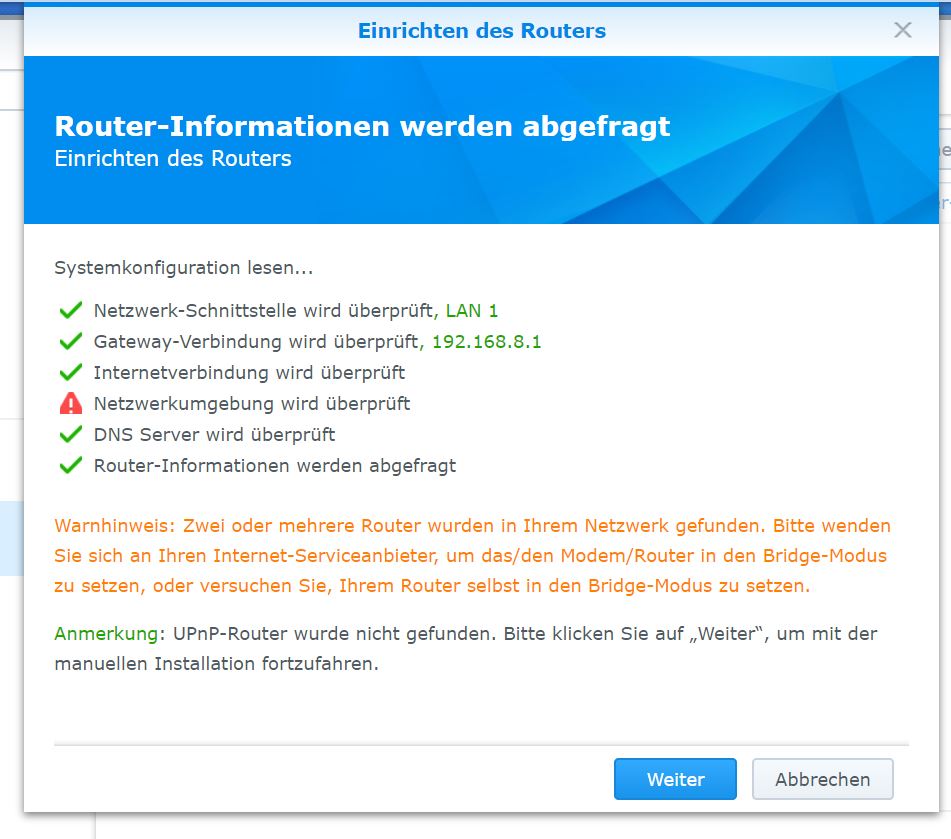 Einrichten des Routers
Router-Informationen werden abgefragt
Einrichten des Routers
Systemkonfiguration lesen...
Netzwerk-Schnittstelle wird überprüft, LAN 1
Gateway-Verbindung wird überprüft, 192.168.8.1
Internetverbindung wird überprüft
Netzwerkumgebung wird überprüft
DNS Server wird überprüft
Router-Informationen werden abgefragt
Warnhinweis: Zwei oder mehrere Router wurden in Ihrem Netzwerk gefunden. Bitte wenden
Sie sich an Ihren Internet-Serviceanbieter, um das/den Modem/Router in den Bridge-Modus
zu setzen, oder versuchen Sie, Ihrem Router selbst in den Bridge-Modus zu setzen.
Anmerkung: UPnP-Router wurde nicht gefunden. Bitte klicken Sie auf „Weiter“, um mit der
manuellen Installation fortzufahren.
Weiter
Abbrechen